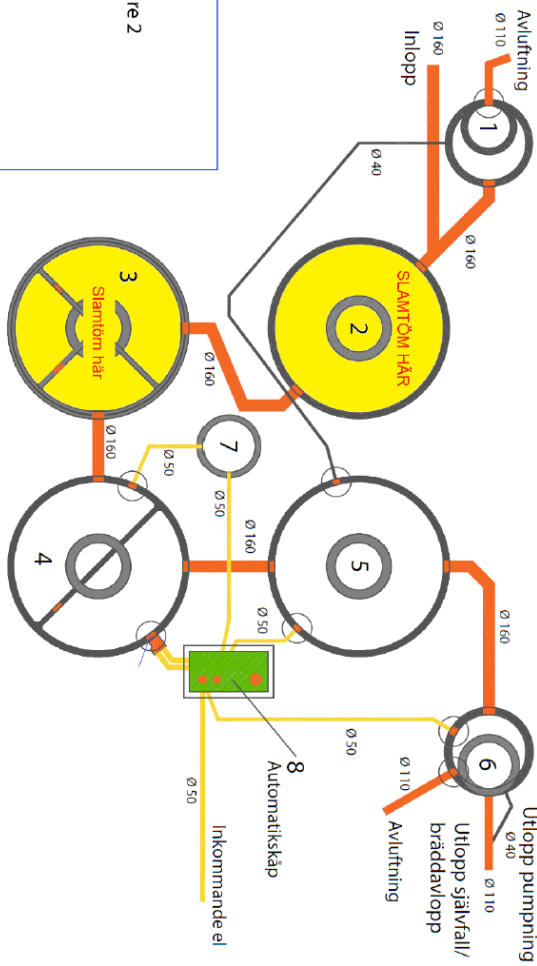 Avluftning
Ø 110
Ø 160
Inlopp
1
Ø 40
Ø 160
SLAMTÖM HÄR
2
3
Slamtöm här
Ø 160
Ø 160
7
Ø 50
Ø 50
4
Ø 160
5
Ø 50
Ø 160
8
Automatikskåp
Ø 50
Ø 50
Inkommande el
6
Ø 110
Avluftning
Utlopp pumpning
Ø 40
Ø 110
Utlopp självfall/
bräddavlopp
re 2